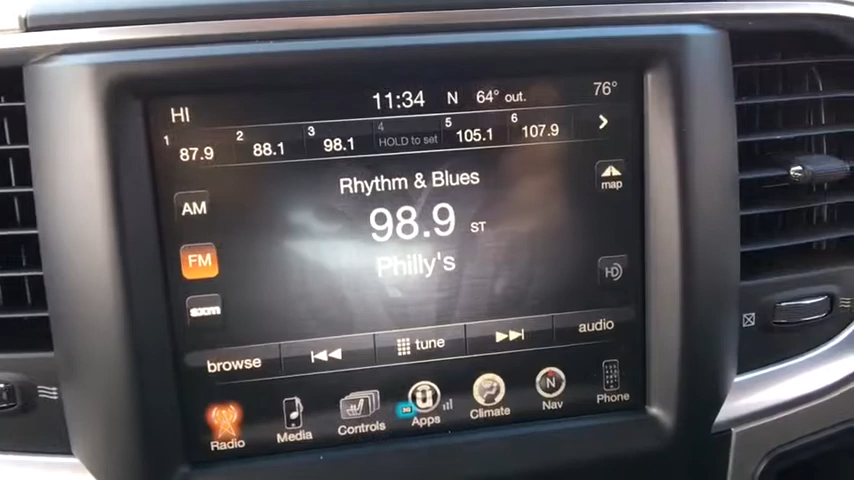 HI 11:34 N 64° out. 76°
1 87.9 2 88.1 3 98.1 4 HOLD to set 5 105.1 6 107.9
Rhythm & Blues
map
AM
98.9 ST
FM
Philly's
HD
browse tune audio
Radio Media Controls 3G Apps Climate N Nav Phone